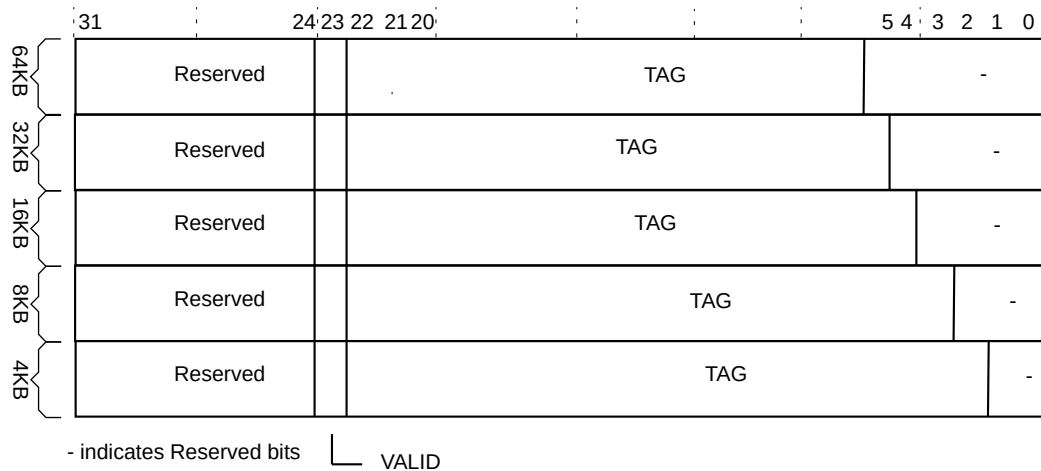 31 24 23 22 21 20 5 4 3 2 1 0
64KB Reserved TAG -
32KB Reserved TAG -
16KB Reserved TAG -
8KB Reserved TAG -
4KB Reserved TAG -
- indicates Reserved bits VALID